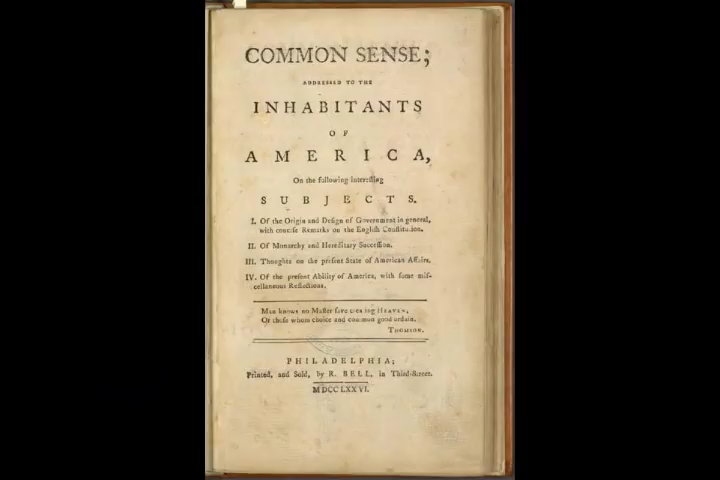 COMMON SENSE;
ADDRESSED TO THE
INHABITANTS
OF
AMERICA,
On the following interesting
SUBJECTS.
I. Of the Origin and Design of Government in general,
with concise Remarks on the English Constitution.
II. Of Monarchy and Hereditary Succession.
III. Thoughts on the present State of American Affairs.
IV. Of the present Ability of America, with some mis-
cellaneous Reflections.
Man knows no Master save creating HEAVEN,
Or those whom choice and common good ordain.
THOMSON.
PHILADELPHIA;
Printed, and Sold, by R. BELL, in Third-Street.
MDCCLXXVI.